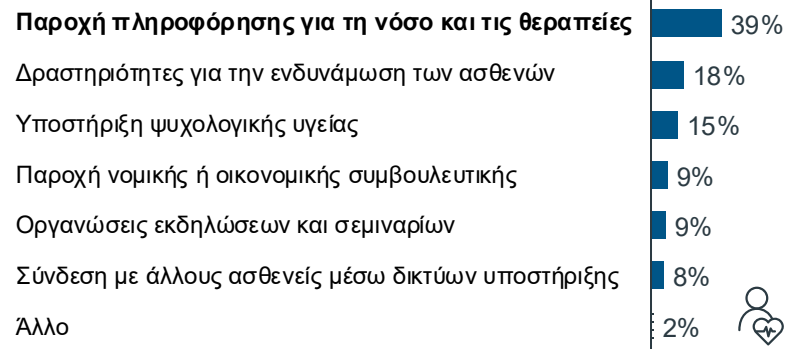 Παροχή πληροφόρησης για τη νόσο και τις θεραπείες 39%
Δραστηριότητες για την ενδυνάμωση των ασθενών 18%
Υποστήριξη ψυχολογικής υγείας 15%
Παροχή νομικής ή οικονομικής συμβουλευτικής 9%
Οργανώσεις εκδηλώσεων και σεμιναρίων 9%
Σύνδεση με άλλους ασθενείς μέσω δικτύων υποστήριξης 8%
Άλλο 2%